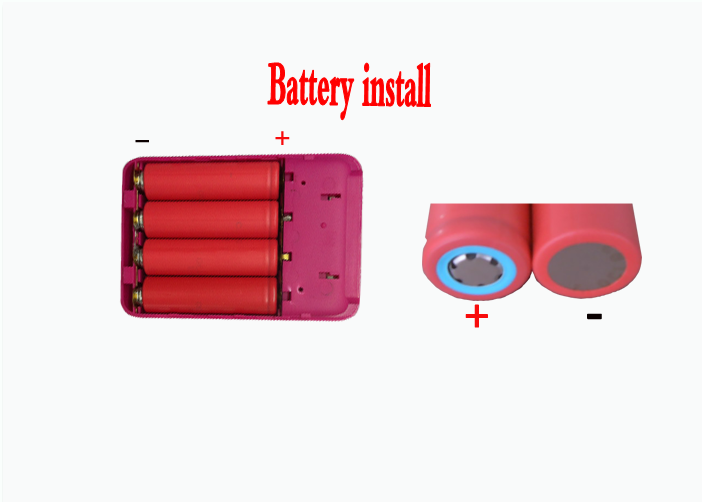 Battery install
− +
+ -